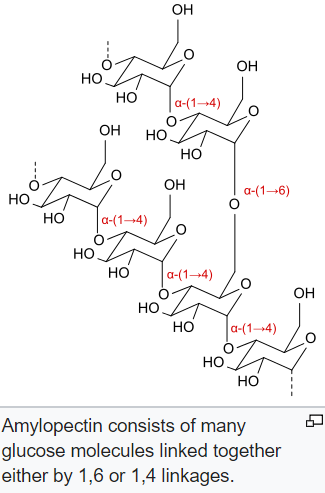 OH
O
O
HO
HO
α-(1→4)
OH
O
O
HO
HO
OH
α-(1→6)
O
O
O
HO
HO
α-(1→4)
OH
O
O
HO
HO
α-(1→4)
O
O
HO
HO
OH
α-(1→4)
O
O
HO
HO
Amylopectin consists of many
glucose molecules linked together
either by 1,6 or 1,4 linkages.